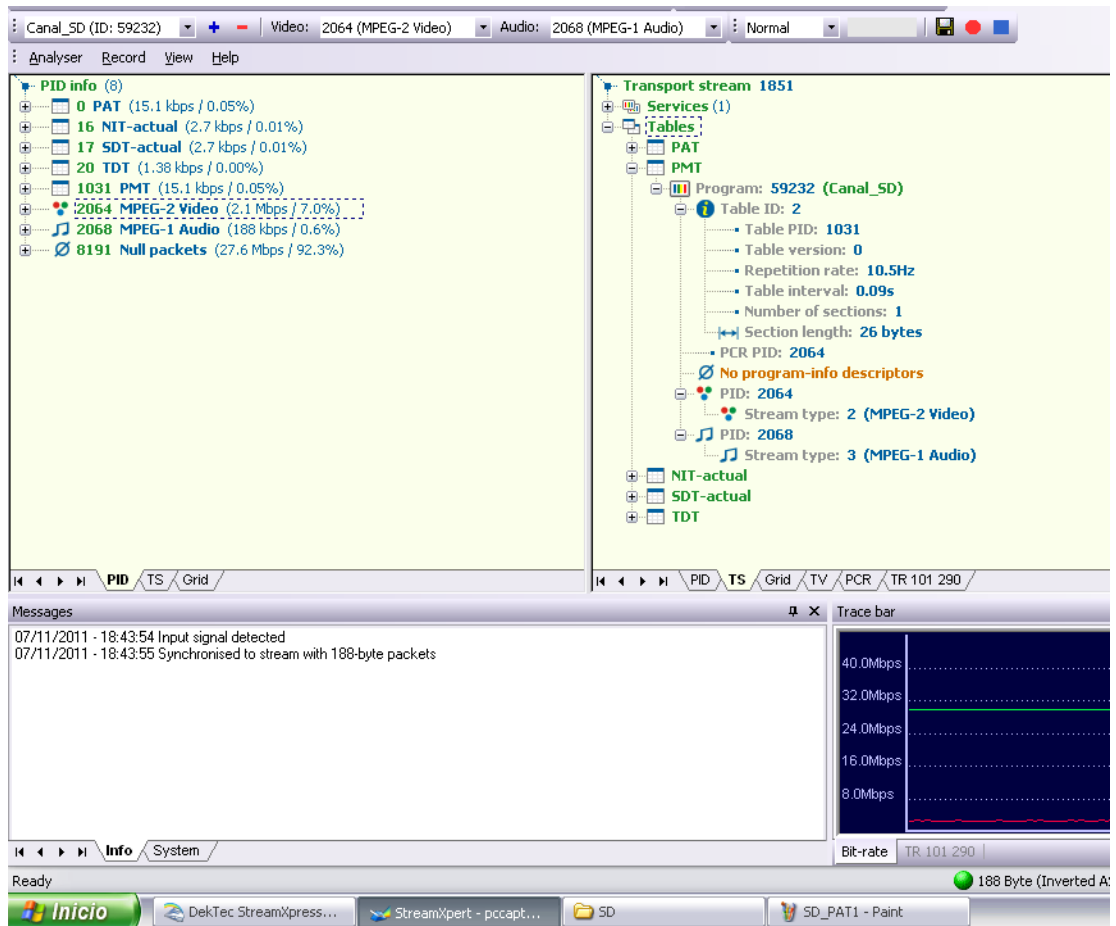 Canal_SD (ID: 59232) Video: 2064 (MPEG-2 Video) Audio: 2068 (MPEG-1 Audio) Normal
Analyser Record View Help
PID info (8)
0 PAT (15.1 kbps / 0.05%)
16 NIT-actual (2.7 kbps / 0.01%)
17 SDT-actual (2.7 kbps / 0.01%)
20 TDT (1.38 kbps / 0.00%)
1031 PMT (15.1 kbps / 0.05%)
2064 MPEG-2 Video (2.1 Mbps / 7.0%)
2068 MPEG-1 Audio (188 kbps / 0.6%)
8191 Null packets (27.6 Mbps / 92.3%)
PID TS Grid
Transport stream 1851
Services (1)
Tables
PAT
PMT
Program: 59232 (Canal_SD)
Table ID: 2
Table PID: 1031
Table version: 0
Repetition rate: 10.5Hz
Table interval: 0.09s
Number of sections: 1
Section length: 26 bytes
PCR PID: 2064
No program-info descriptors
PID: 2064
Stream type: 2 (MPEG-2 Video)
PID: 2068
Stream type: 3 (MPEG-1 Audio)
NIT-actual
SDT-actual
TDT
PID TS Grid TV PCR TR 101 290
Messages
07/11/2011 - 18:43:54 Input signal detected
07/11/2011 - 18:43:55 Synchronised to stream with 188-byte packets
Info System
Trace bar
40.0Mbps
32.0Mbps
24.0Mbps
16.0Mbps
8.0Mbps
Bit-rate TR 101 290
Ready 188 Byte (Inverted A
Inicio DekTec StreamXpress... StreamXpert - pccapt... SD SD_PAT1 - Paint